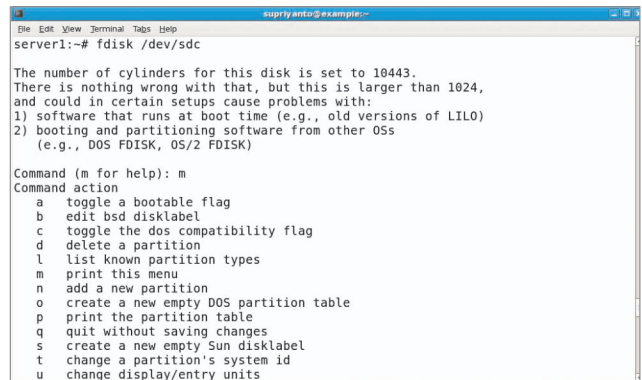 supriyanto@example:~
File Edit View Terminal Tabs Help
server1:~# fdisk /dev/sdc
The number of cylinders for this disk is set to 10443.
There is nothing wrong with that, but this is larger than 1024,
and could in certain setups cause problems with:
1) software that runs at boot time (e.g., old versions of LILO)
2) booting and partitioning software from other OSs
   (e.g., DOS FDISK, OS/2 FDISK)
Command (m for help): m
Command action
   a   toggle a bootable flag
   b   edit bsd disklabel
   c   toggle the dos compatibility flag
   d   delete a partition
   l   list known partition types
   m   print this menu
   n   add a new partition
   o   create a new empty DOS partition table
   p   print the partition table
   q   quit without saving changes
   s   create a new empty Sun disklabel
   t   change a partition's system id
   u   change display/entry units